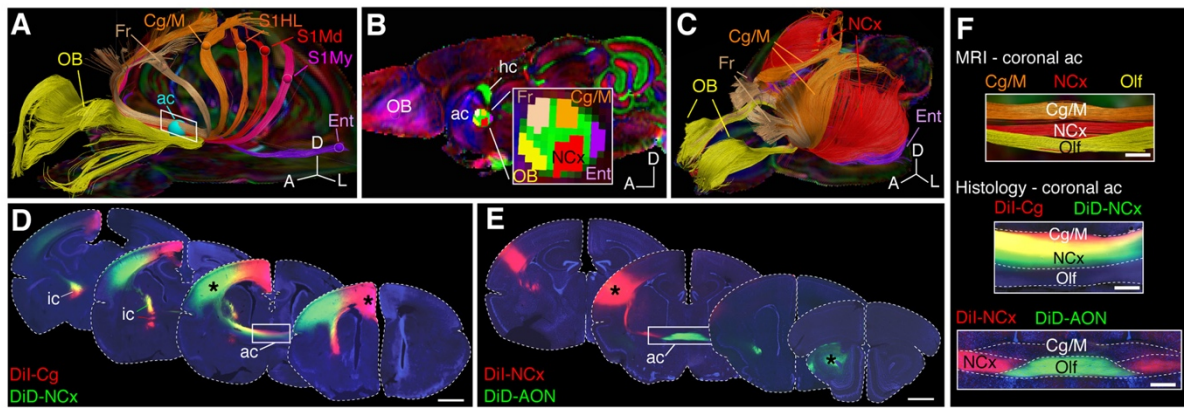 A
Fr
Cg/M
S1HL
S1Md
S1My
OB
ac
Ent
D
A
L
B
hc
OB
ac
Fr
Cg/M
NCx
OB
Ent
D
A
C
NCx
Cg/M
Fr
OB
Ent
D
A
L
D
ic
ic
*
*
ac
DiI-Cg
DiD-NCx
E
*
ac
*
DiI-NCx
DiD-AON
F
MRI - coronal ac
Cg/M NCx Olf
Cg/M
NCx
Olf
Histology - coronal ac
DiI-Cg DiD-NCx
Cg/M
NCx
Olf
DiI-NCx DiD-AON
Cg/M
NCx Olf